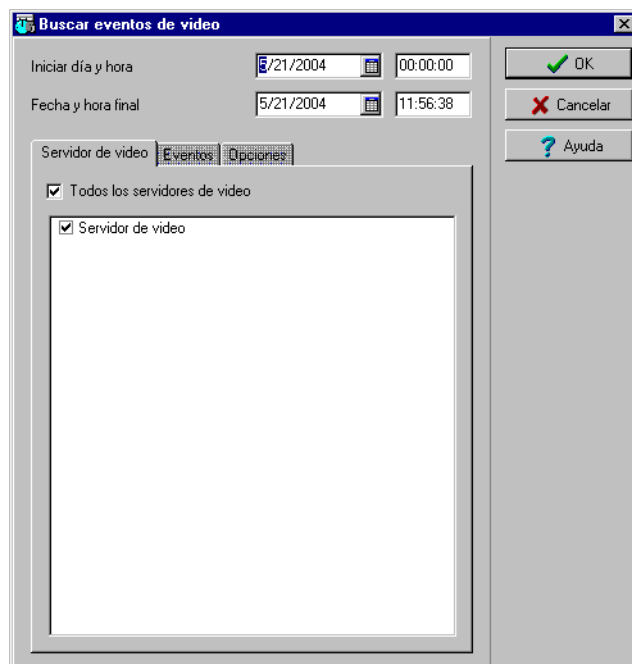 Buscar eventos de video
Iniciar día y hora 5/21/2004 00:00:00
OK
Fecha y hora final 5/21/2004 11:56:38
Cancelar
Ayuda
Servidor de video Eventos Opciones
Todos los servidores de video
Servidor de video